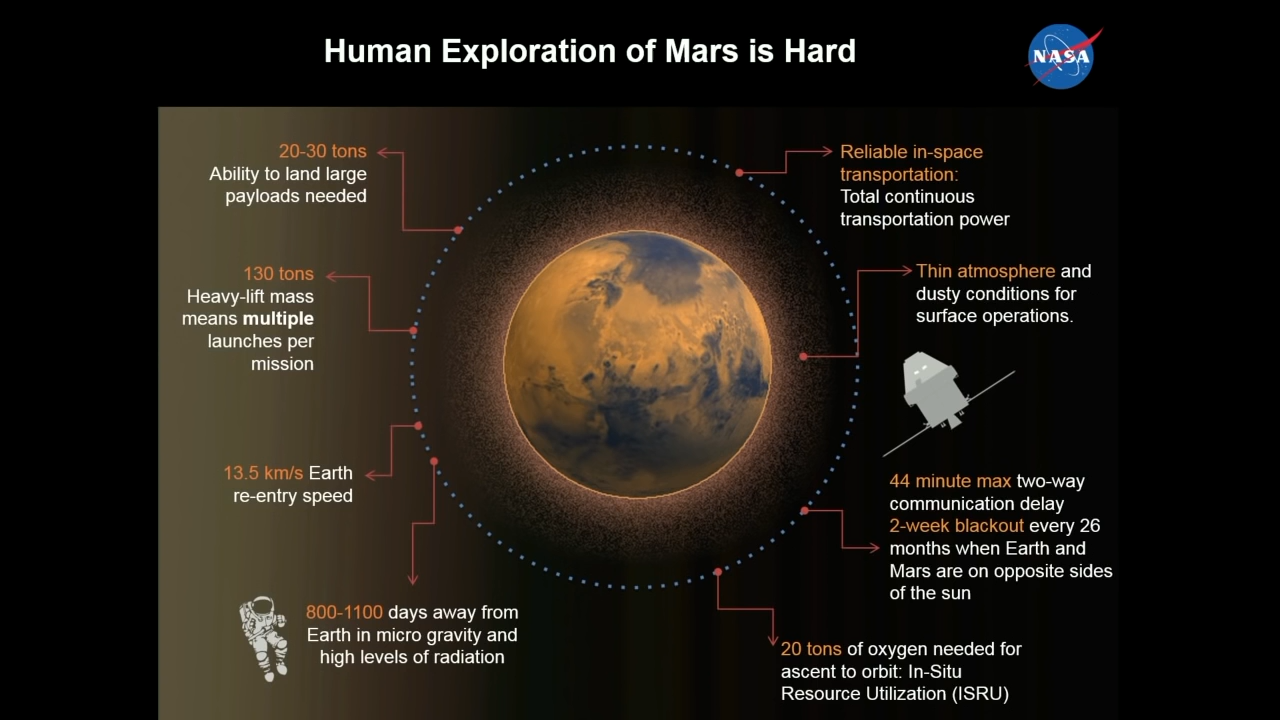 Human Exploration of Mars is Hard
NASA
20-30 tons
Ability to land large
payloads needed
130 tons
Heavy-lift mass
means multiple
launches per
mission
13.5 km/s Earth
re-entry speed
800-1100 days away from
Earth in micro gravity and
high levels of radiation
Reliable in-space
transportation:
Total continuous
transportation power
Thin atmosphere and
dusty conditions for
surface operations.
44 minute max two-way
communication delay
2-week blackout every 26
months when Earth and
Mars are on opposite sides
of the sun
20 tons of oxygen needed for
ascent to orbit: In-Situ
Resource Utilization (ISRU)